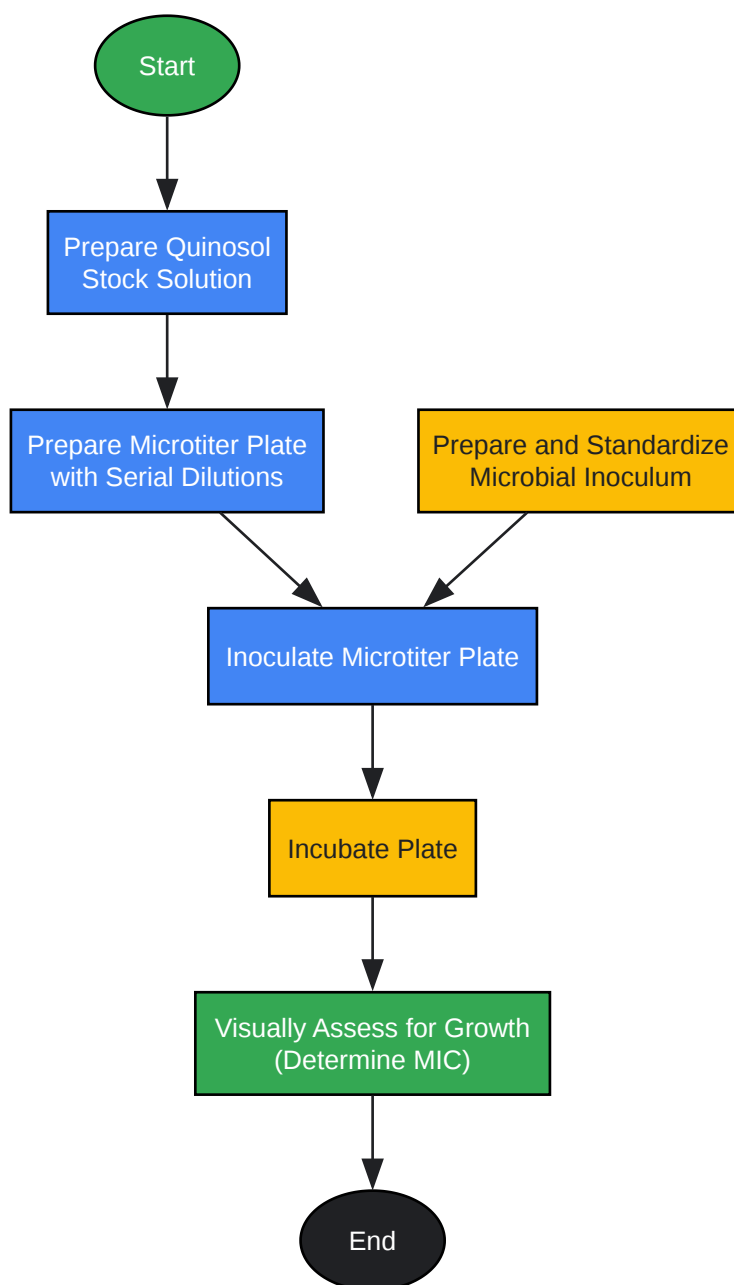 Start
Prepare Quinosol
Stock Solution
Prepare Microtiter Plate
with Serial Dilutions
Prepare and Standardize
Microbial Inoculum
Inoculate Microtiter Plate
Incubate Plate
Visually Assess for Growth
(Determine MIC)
End